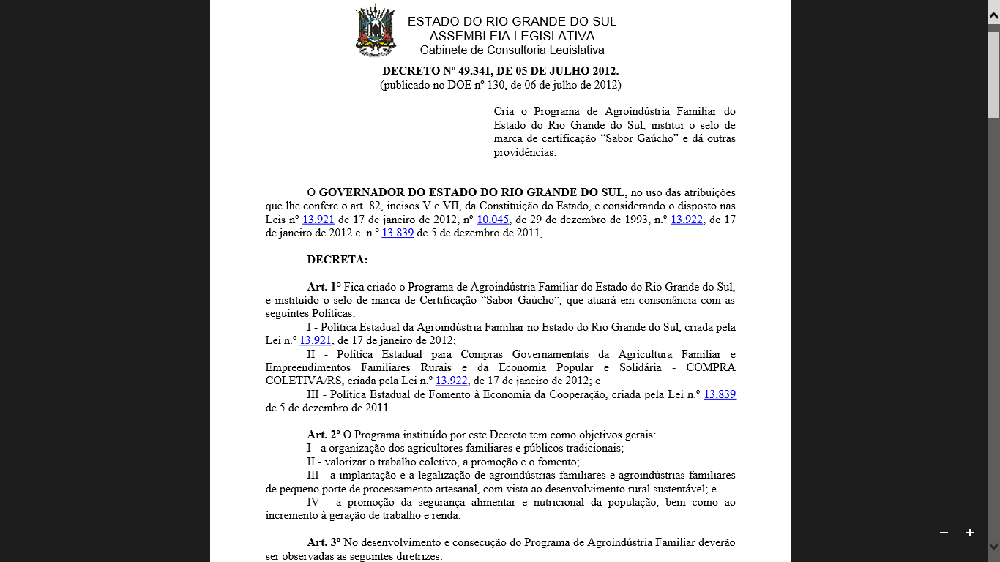 ESTADO DO RIO GRANDE DO SUL
ASSEMBLEIA LEGISLATIVA
Gabinete de Consultoria Legislativa
DECRETO Nº 49.341, DE 05 DE JULHO 2012.
(publicado no DOE nº 130, de 06 de julho de 2012)
Cria o Programa de Agroindústria Familiar do
Estado do Rio Grande do Sul, institui o selo de
marca de certificação “Sabor Gaúcho” e dá outras
providências.
O GOVERNADOR DO ESTADO DO RIO GRANDE DO SUL, no uso das atribuições
que lhe confere o art. 82, incisos V e VII, da Constituição do Estado, e considerando o disposto nas
Leis nº 13.921 de 17 de janeiro de 2012, nº 10.045, de 29 de dezembro de 1993, n.º 13.922, de 17
de janeiro de 2012 e n.º 13.839 de 5 de dezembro de 2011,
DECRETA:
Art. 1º Fica criado o Programa de Agroindústria Familiar do Estado do Rio Grande do Sul,
e instituído o selo de marca de Certificação “Sabor Gaúcho”, que atuará em consonância com as
seguintes Políticas:
I - Política Estadual da Agroindústria Familiar no Estado do Rio Grande do Sul, criada pela
Lei n.º 13.921, de 17 de janeiro de 2012;
II - Política Estadual para Compras Governamentais da Agricultura Familiar e
Empreendimentos Familiares Rurais e da Economia Popular e Solidária - COMPRA
COLETIVA/RS, criada pela Lei n.º 13.922, de 17 de janeiro de 2012; e
III - Política Estadual de Fomento à Economia da Cooperação, criada pela Lei n.º 13.839
de 5 de dezembro de 2011.
Art. 2º O Programa instituído por este Decreto tem como objetivos gerais:
I - a organização dos agricultores familiares e públicos tradicionais;
II - valorizar o trabalho coletivo, a promoção e o fomento;
III - a implantação e a legalização de agroindústrias familiares e agroindústrias familiares
de pequeno porte de processamento artesanal, com vista ao desenvolvimento rural sustentável; e
IV - a promoção da segurança alimentar e nutricional da população, bem como ao
incremento à geração de trabalho e renda.
Art. 3º No desenvolvimento e consecução do Programa de Agroindústria Familiar deverão
ser observadas as seguintes diretrizes: